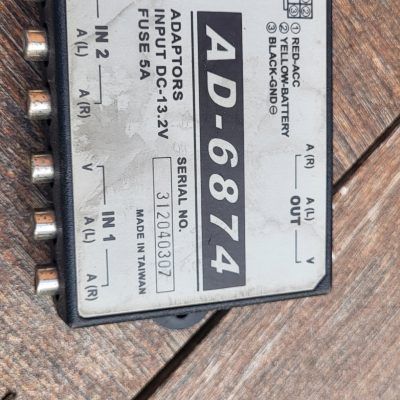 IN 2
A (L)
A (R)
V
IN 1
A (L)
A (R)
ADAPTORS
INPUT DC-13.2V
FUSE 5A
SERIAL NO.
312040307
MADE IN TAIWAN
AD-6874
① RED-ACC
② YELLOW-BATTERY
③ BLACK-GND⊖
OUT
A (R)
A (L)
V